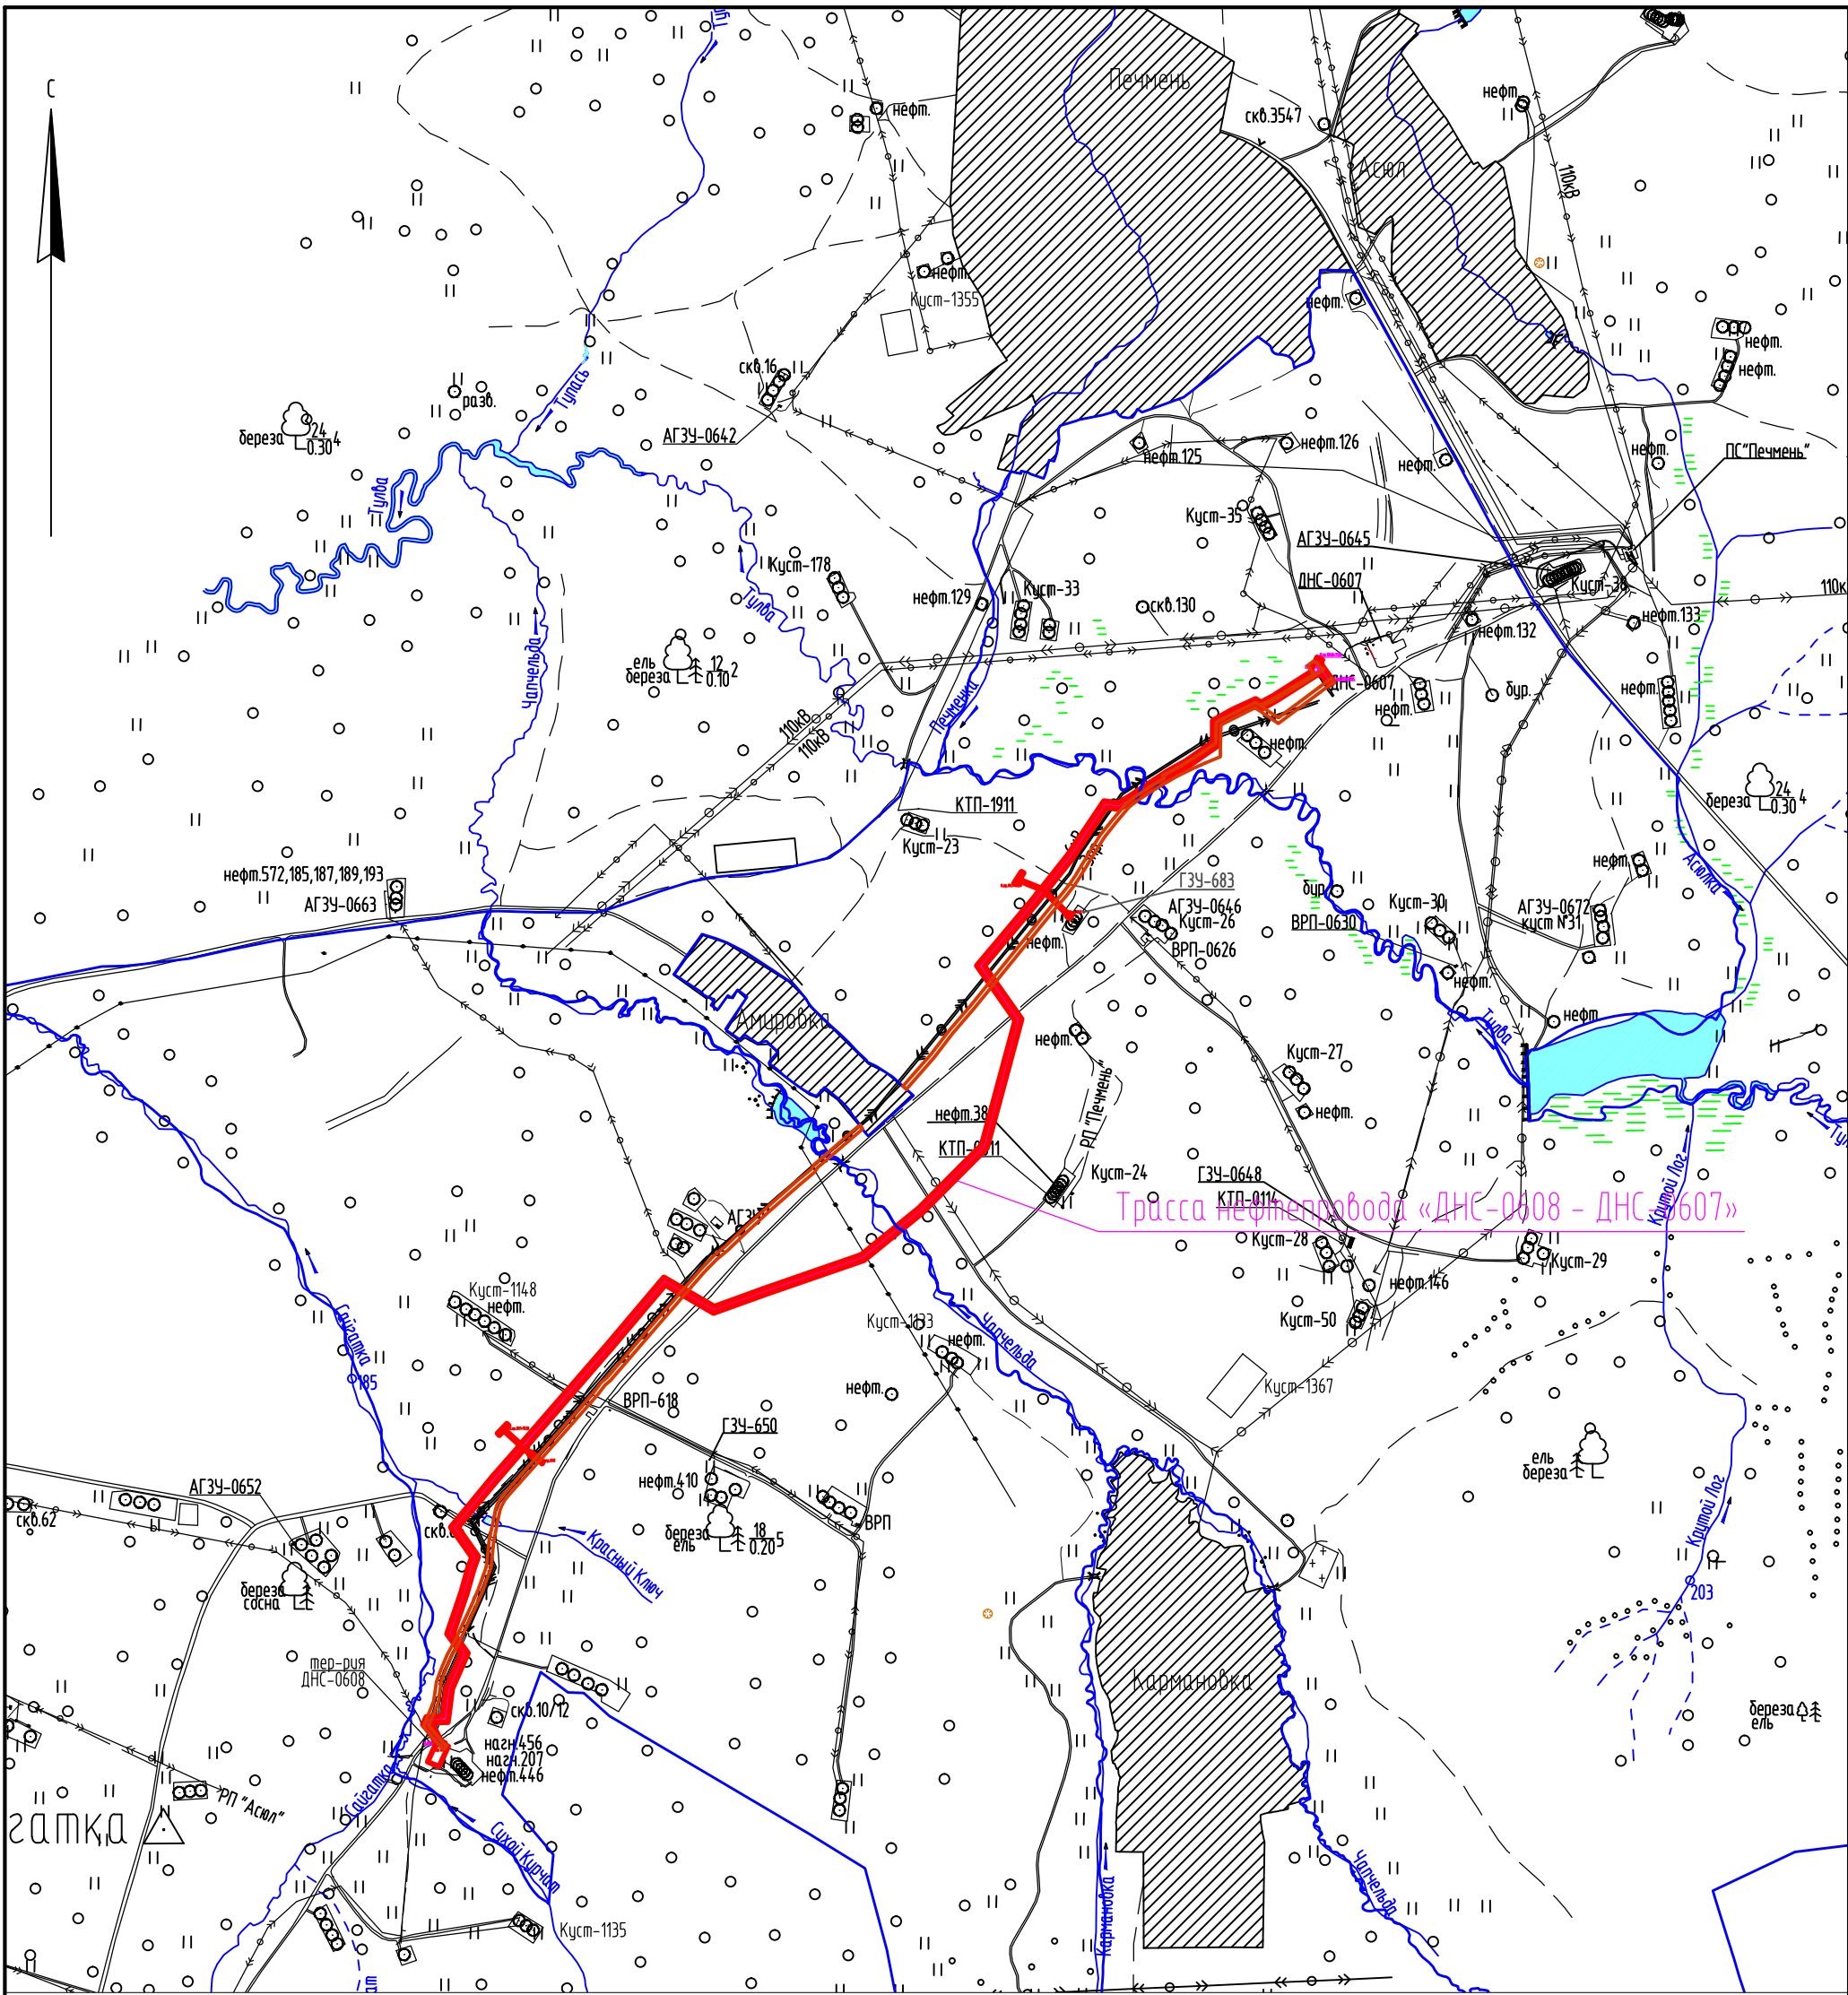 С
Печмень
нефт.
нефт.
скв.3547
Асюл
110кВ
нефт.
Куст-1355
нефт.
нефт.
нефт.
скв.16
Тулась
разв.
береза 24 0.30 4
АГЗУ-0642
нефт.126
нефт.125
нефт.
нефт.
ПС"Печмень"
Тулва
Куст-35
АГЗУ-0645
Куст-178
ДНС-0607
Куст-38
Тулва
нефт.129
Куст-33
скв.130
110к
нефт.133
нефт.132
ель
береза 12 0.10 2
Чапчельда
Печменка
ДНС-0607
нефт.
бур.
нефт.
110кВ
110кВ
нефт.
КТП-1911
береза 24 0.30 4
Куст-23
нефт.572,185,187,189,193
АГЗУ-0663
ГЗУ-683
АГЗУ-0646
Куст-26
ВРП-0626
нефт.
бур.
ВРП-0630
Куст-30
нефт.
АГЗУ-0672
куст №31
нефт.
Асюлка
Амировка
нефт.
Тулва
нефт.
Куст-27
нефт.
РП "Печмень"
нефт.38
КТП-0111
Куст-24
ГЗУ-0648
КТП-0114
Крутой Лог
Трасса нефтепровода «ДНС-0608 - ДНС-0607»
АГЗУ
Куст-28
Куст-29
нефт.146
Куст-50
Куст-1148
нефт.
Куст-1133
нефт.
Чапчельда
Сайгатка
185
нефт.
Куст-1367
ВРП-618
ГЗУ-650
нефт.410
ель
береза
АГЗУ-0652
скв.62
ВРП
береза
ель 18 0.20 5
Красный Ключ
Крутой Лог
береза
сосна
203
тер-рия
ДНС-0608
Кармановка
скв.10/12
береза
ель
нагн.456
нагн.207
нефт.446
Сайгатка
РП "Асюл"
гатка
Сухой Курчат
Чапчельда
Кармановка
Куст-1135